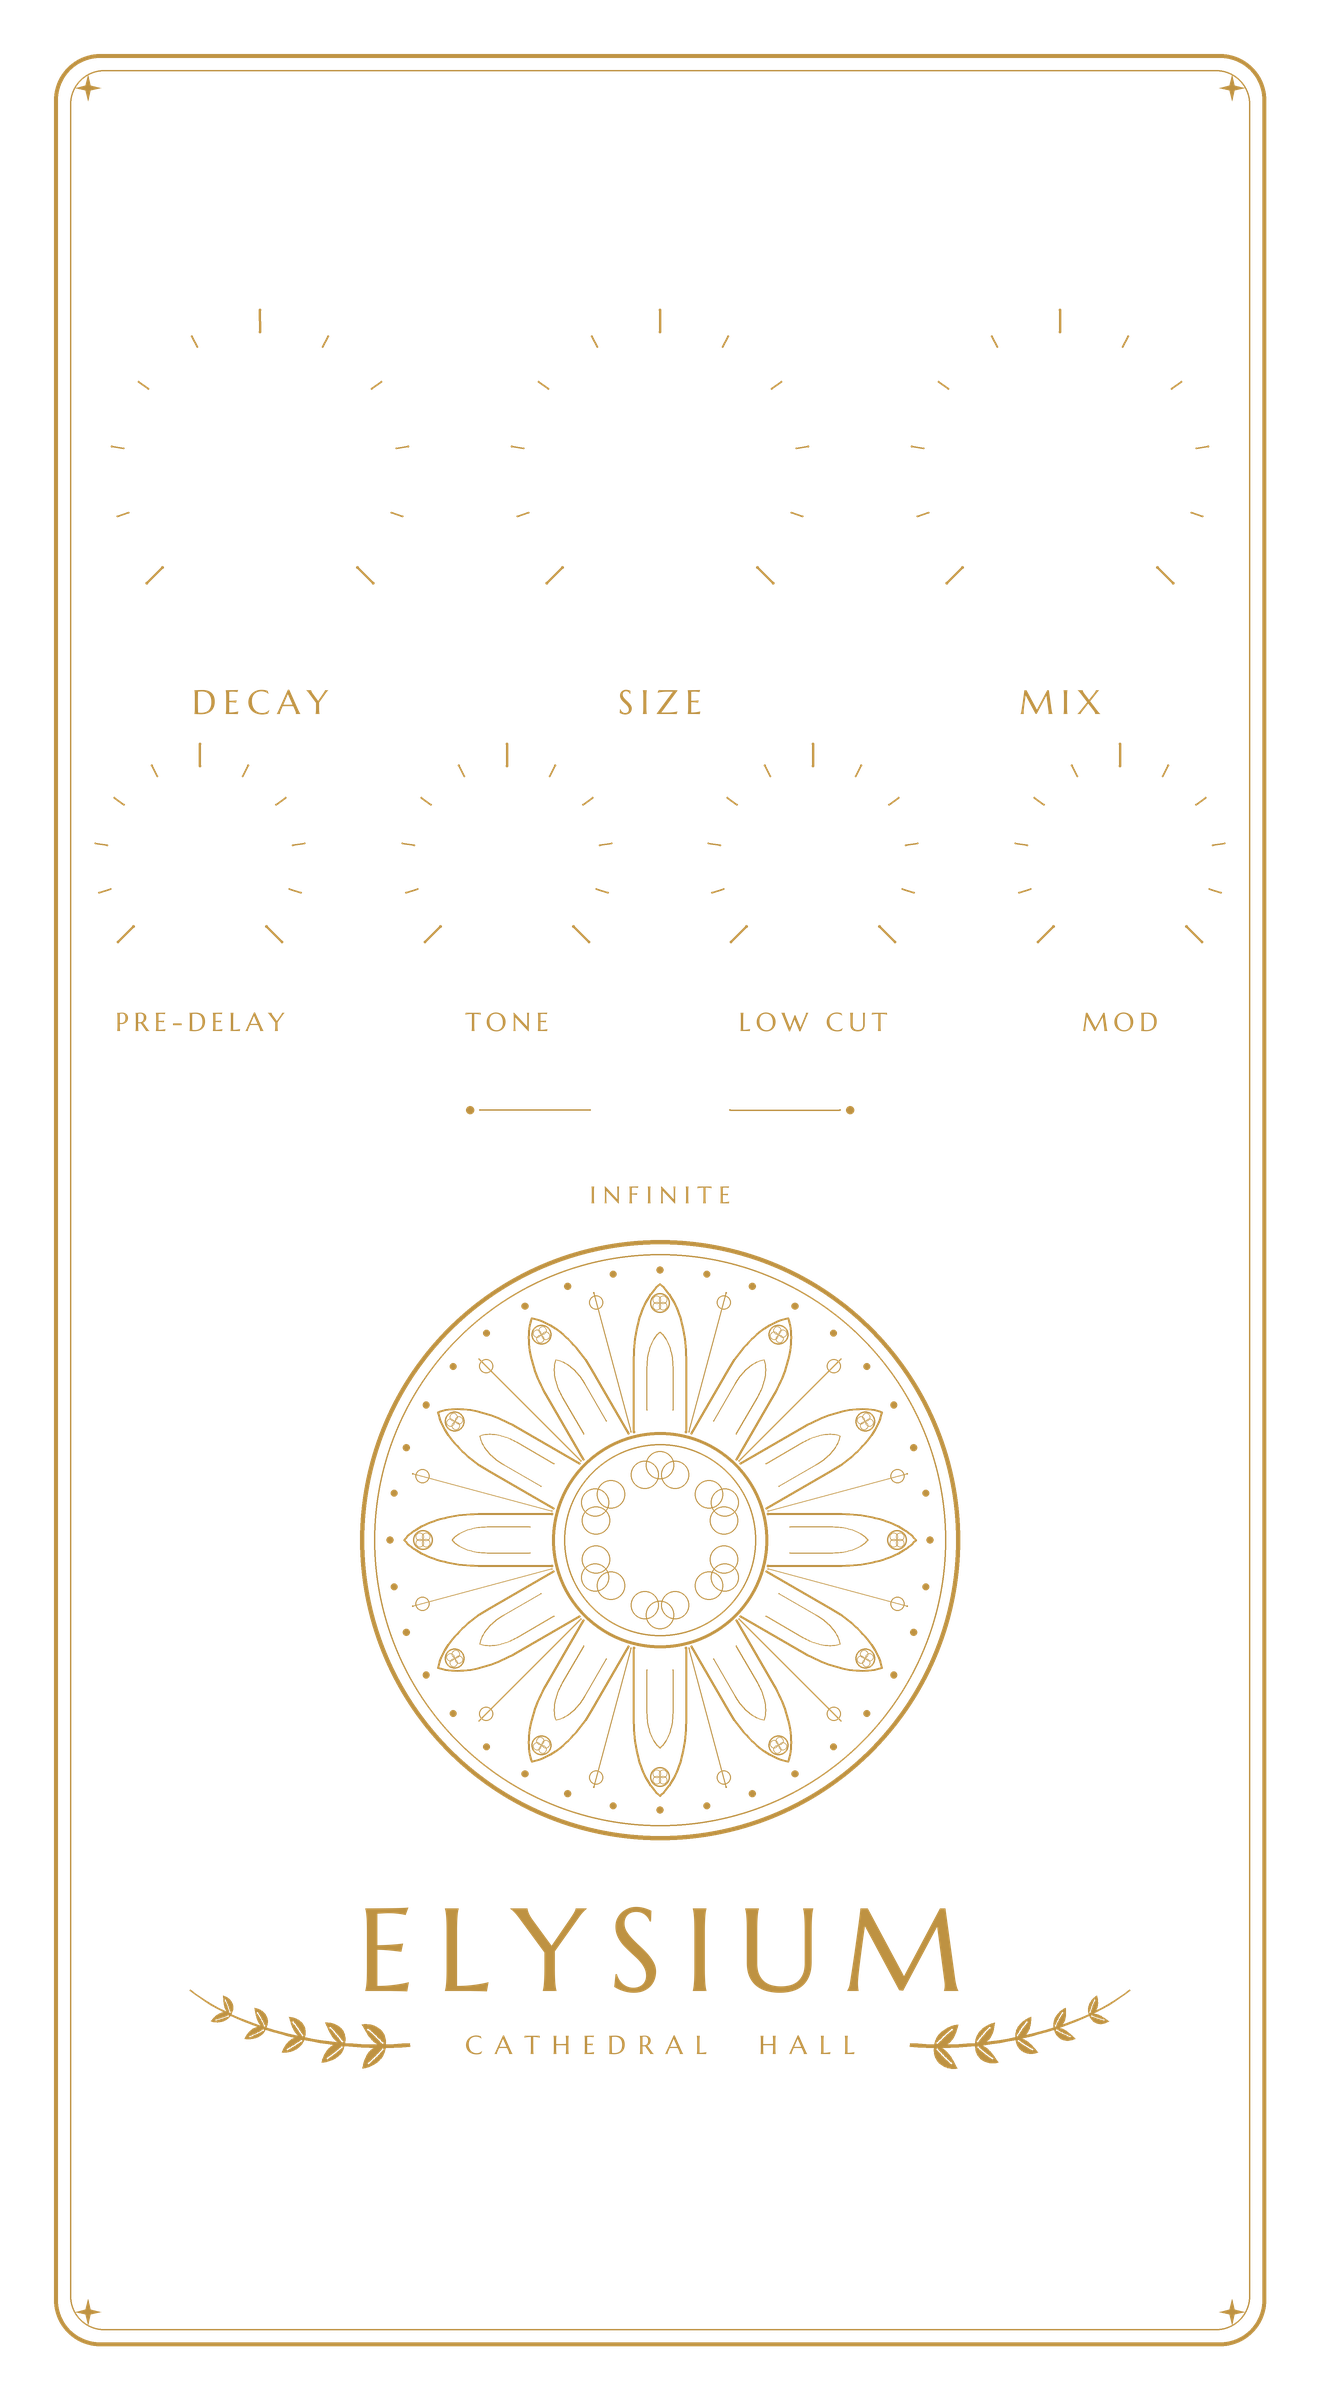 DECAY SIZE MIX
PRE-DELAY TONE LOW CUT MOD
INFINITE
ELYSIUM
CATHEDRAL HALL